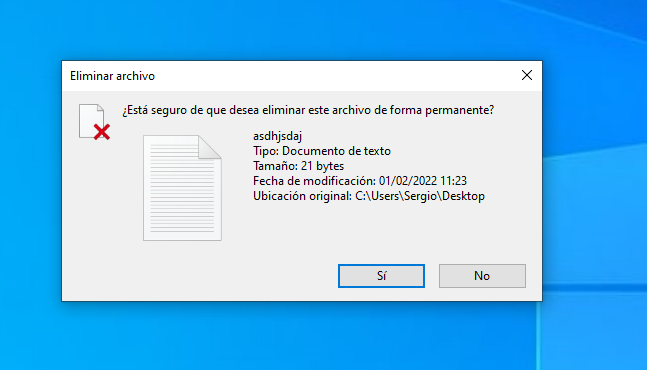 Eliminar archivo
¿Está seguro de que desea eliminar este archivo de forma permanente?
asdhjsdaj
Tipo: Documento de texto
Tamaño: 21 bytes
Fecha de modificación: 01/02/2022 11:23
Ubicación original: C:\Users\Sergio\Desktop
Sí
No